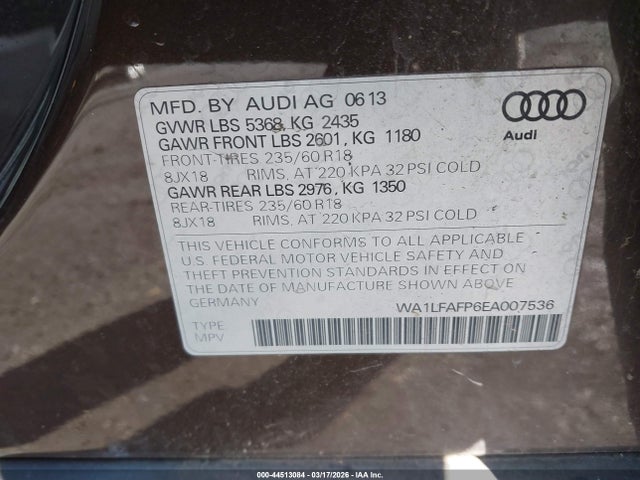 MFD. BY AUDI AG 0613
GVWR LBS 5368, KG 2435
GAWR FRONT LBS 2601, KG 1180
FRONT-TIRES 235/60 R18
8JX18 RIMS, AT 220 KPA 32 PSI COLD
GAWR REAR LBS 2976, KG 1350
REAR-TIRES 235/60 R18
8JX18 RIMS, AT 220 KPA 32 PSI COLD
Audi
THIS VEHICLE CONFORMS TO ALL APPLICABLE
U.S. FEDERAL MOTOR VEHICLE SAFETY AND
THEFT PREVENTION STANDARDS IN EFFECT ON
THE DATE OF MANUFACTURE SHOWN ABOVE
GERMANY
WA1LFAFP6EA007536
TYPE
MPV
000-44513084 - 03/17/2026 - IAA Inc.